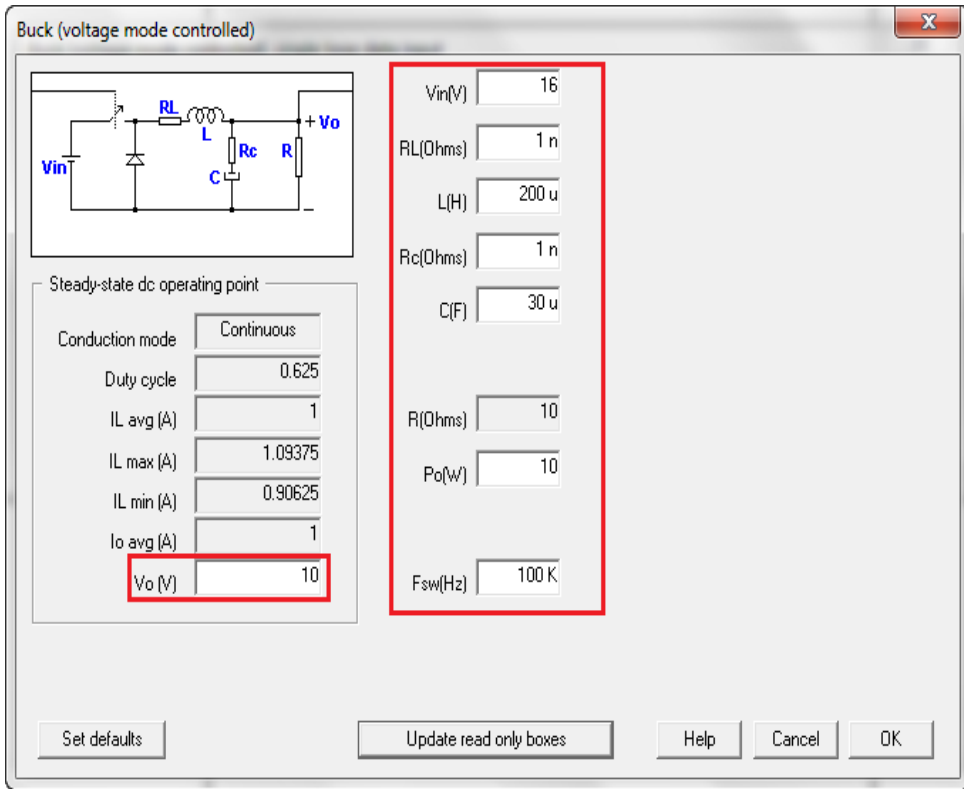 Buck (voltage mode controlled)
x
RL
L
+ Vo
Rc
R
Vin
C
−
Vin(V) 16
RL(Ohms) 1 n
L(H) 200 u
Rc(Ohms) 1 n
C(F) 30 u
R(Ohms) 10
Po(W) 10
Fsw(Hz) 100 K
Steady-state dc operating point
Conduction mode Continuous
Duty cycle 0.625
IL avg (A) 1
IL max (A) 1.09375
IL min (A) 0.90625
Io avg (A) 1
Vo (V) 10
Set defaults
Update read only boxes
Help
Cancel
OK